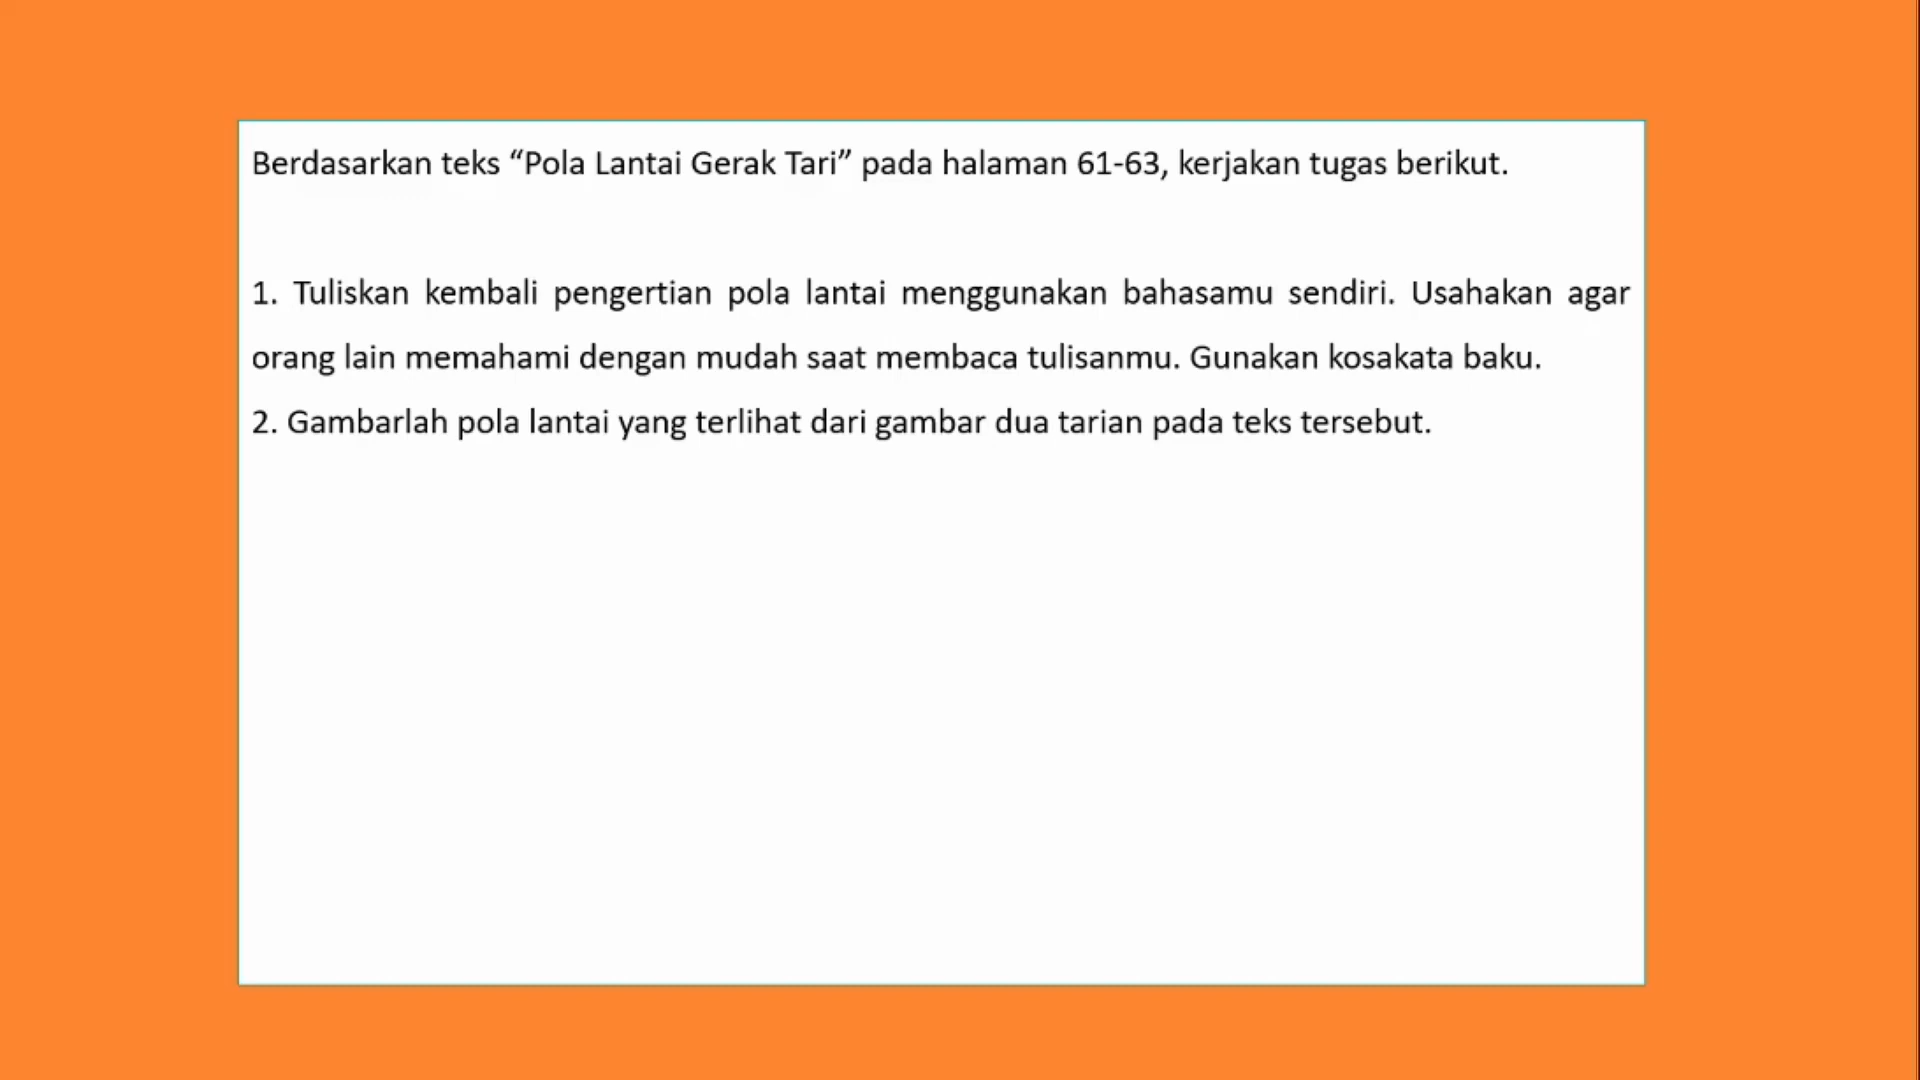 Berdasarkan teks “Pola Lantai Gerak Tari” pada halaman 61-63, kerjakan tugas berikut.
1. Tuliskan kembali pengertian pola lantai menggunakan bahasamu sendiri. Usahakan agar
orang lain memahami dengan mudah saat membaca tulisanmu. Gunakan kosakata baku.
2. Gambarlah pola lantai yang terlihat dari gambar dua tarian pada teks tersebut.